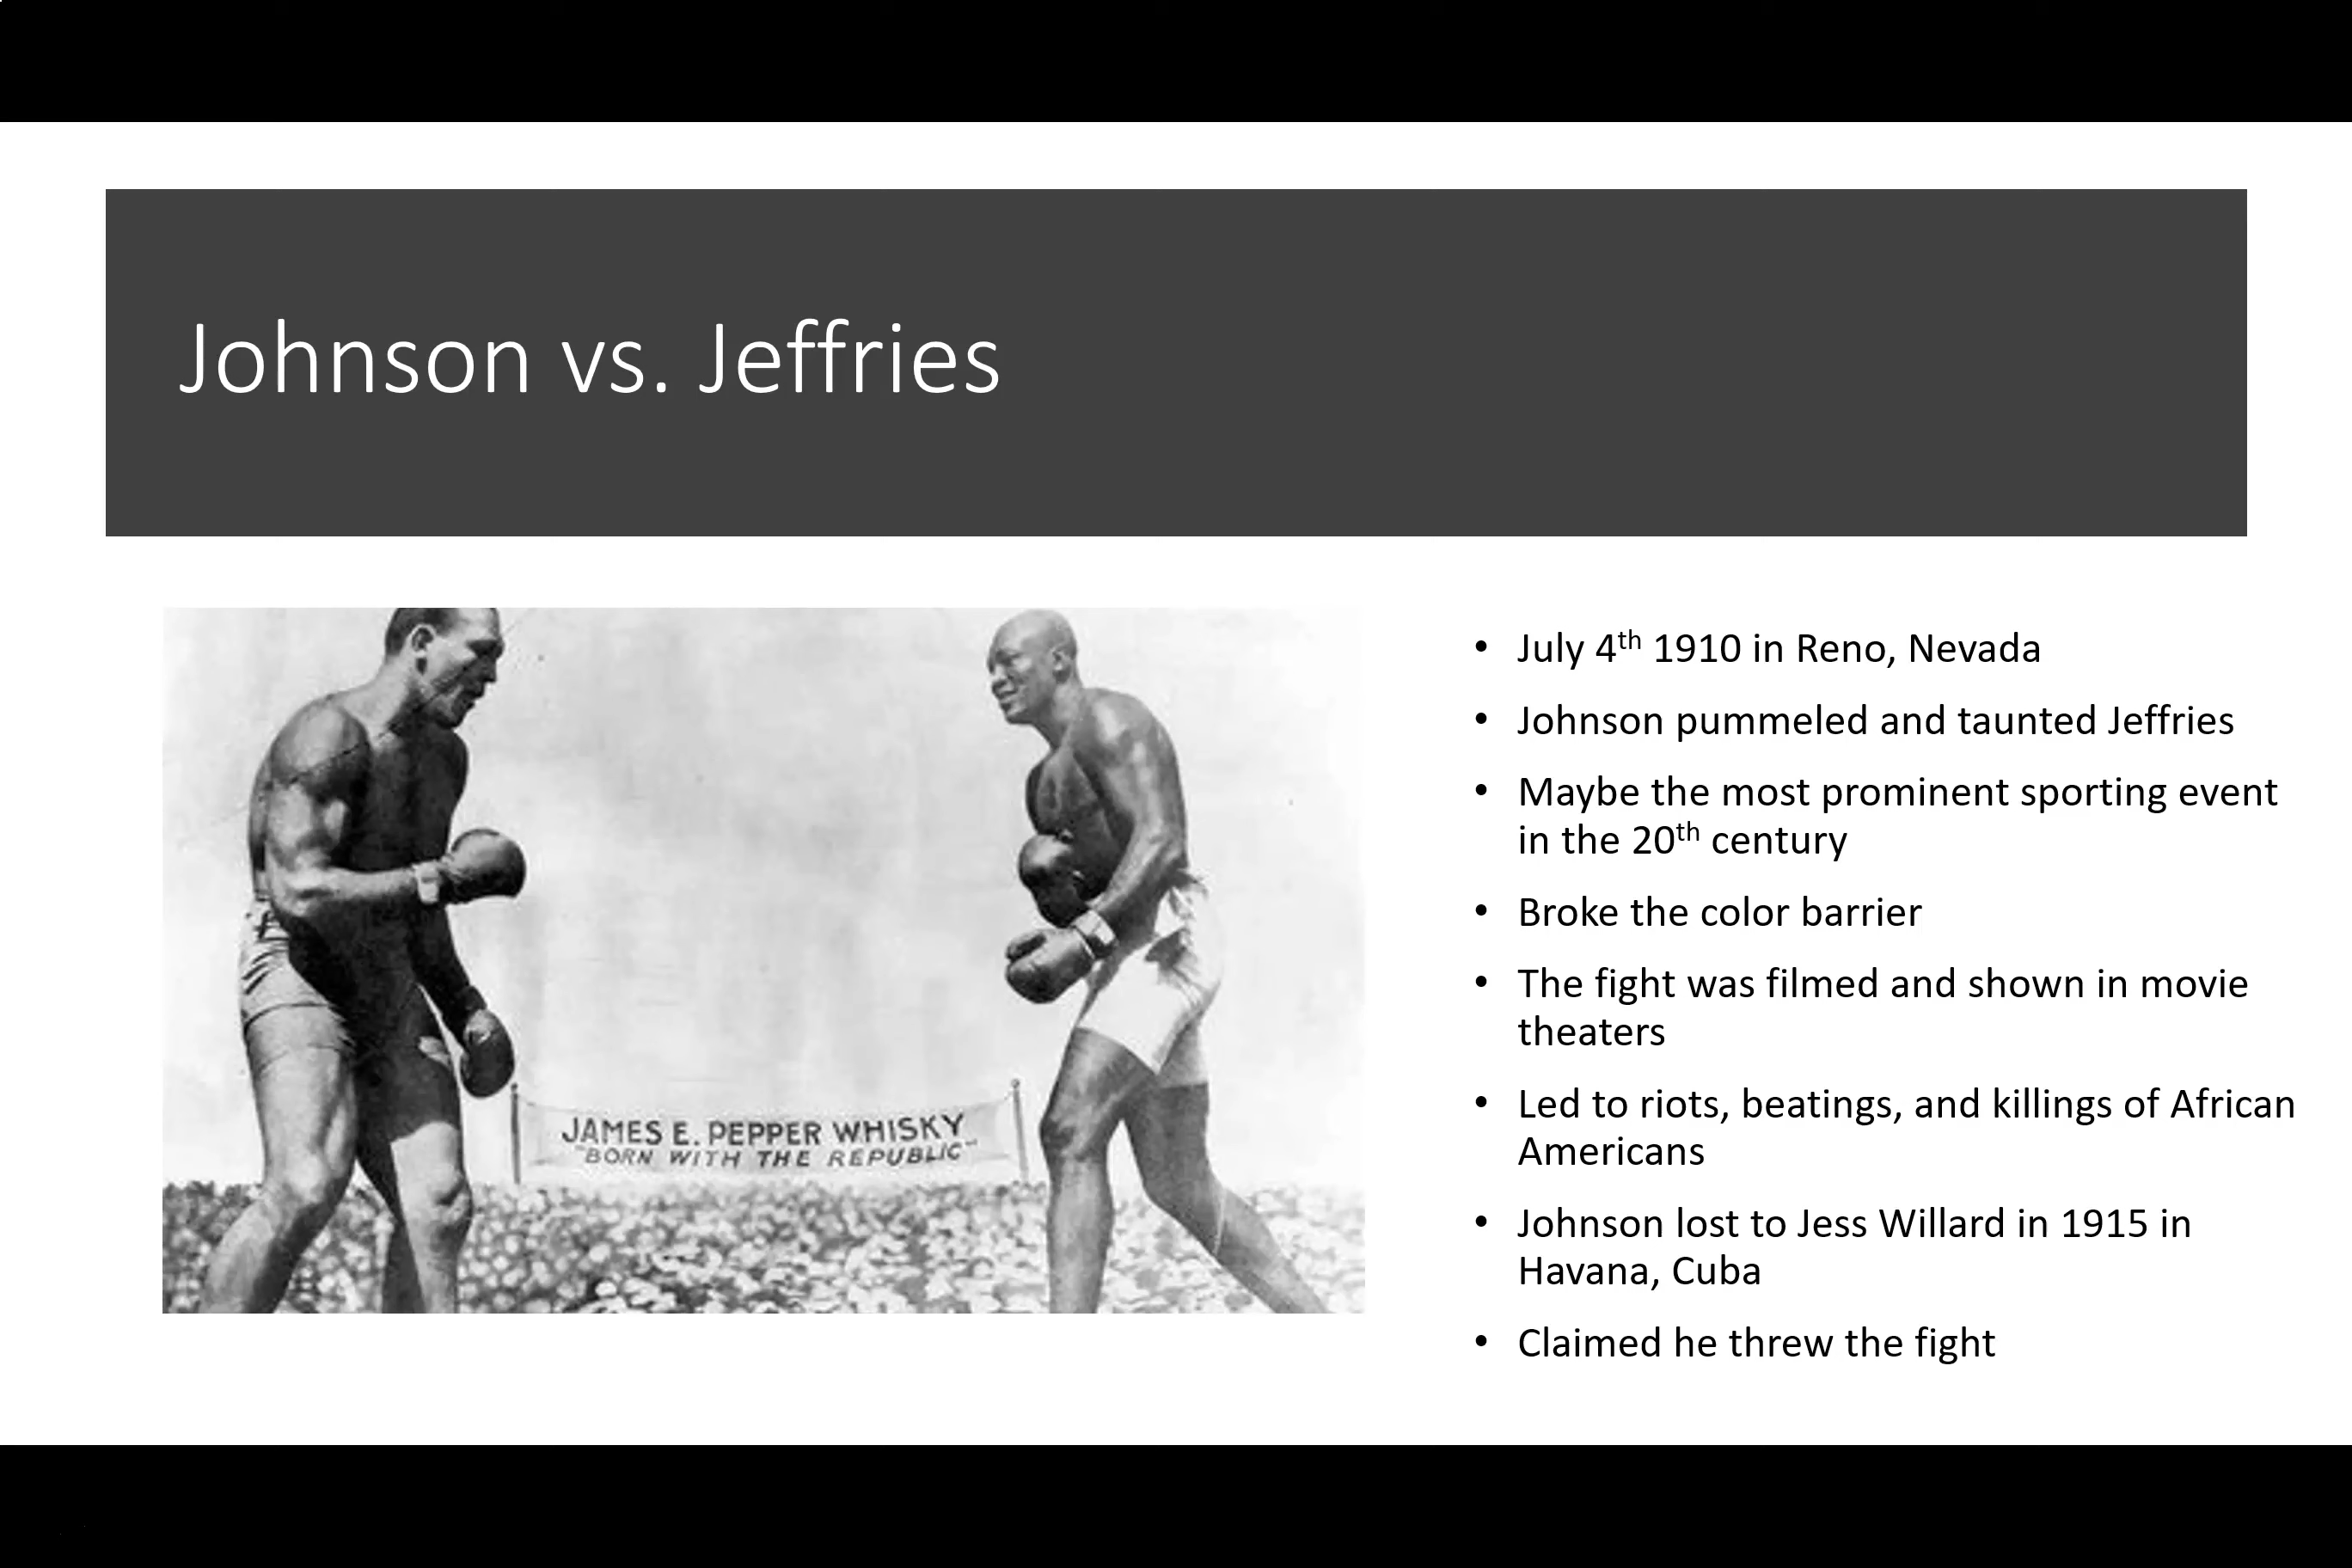 Johnson vs. Jeffries
JAMES E. PEPPER WHISKY
"BORN WITH THE REPUBLIC"
• July 4th 1910 in Reno, Nevada
• Johnson pummeled and taunted Jeffries
• Maybe the most prominent sporting event
in the 20th century
• Broke the color barrier
• The fight was filmed and shown in movie
theaters
• Led to riots, beatings, and killings of African
Americans
• Johnson lost to Jess Willard in 1915 in
Havana, Cuba
• Claimed he threw the fight